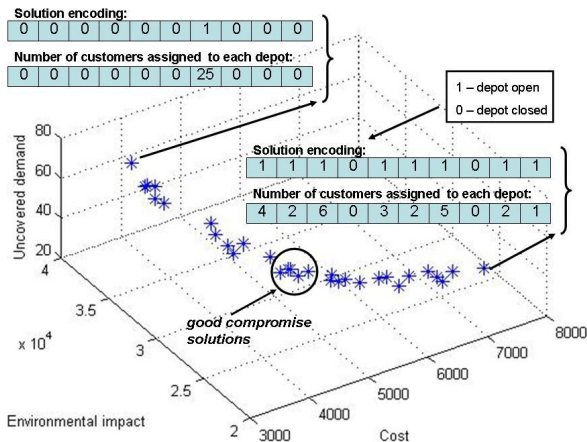 Solution encoding:
0 0 0 0 0 0 1 0 0 0
Number of customers assigned to each depot:
0 0 0 0 0 0 25 0 0 0
1 – depot open
0 – depot closed
Solution encoding:
1 1 1 0 1 1 1 0 1 1
Number of customers assigned to each depot:
4 2 6 0 3 2 5 0 2 1
Uncovered demand
80
60
40
20
good compromise
solutions
4
3.5
3
2.5
2
x 10^4
Environmental impact
3000
4000
5000
6000
7000
8000
Cost